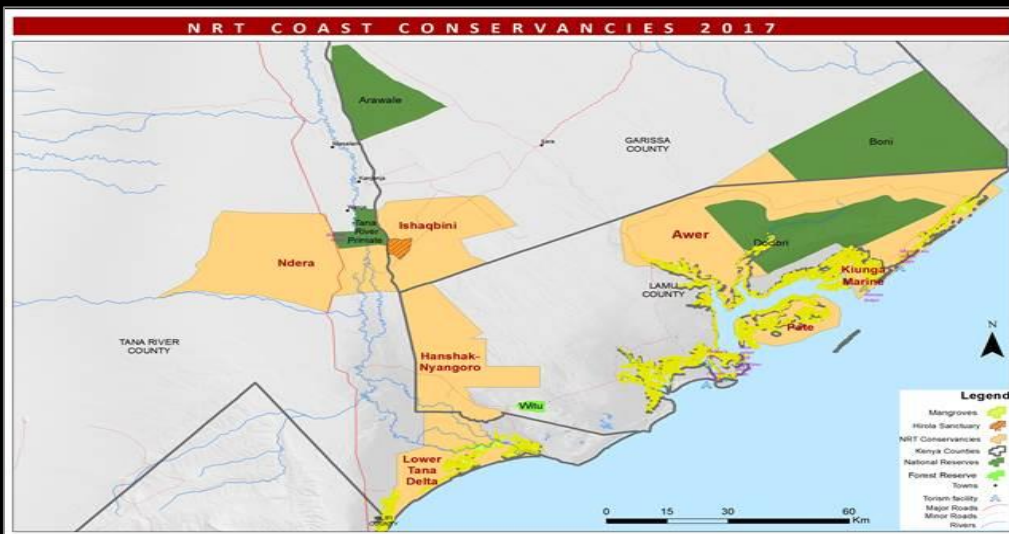 NRT COAST CONSERVANCIES 2017
Arawale
Boni
GARISSA
COUNTY
Tana
River
Primate
Ishaqbini
Ndera
Awer
Dodori
Kiunga
Marine
LAMU
COUNTY
Pate
TANA RIVER
COUNTY
Hanshak-
Nyangoro
Witu
Lower
Tana
Delta
N
Legend
Mangroves
Hirola Sanctuary
NRT Conservancies
Kenya Counties
National Reserves
Forest Reserve
Towns
Torism facility
Major Roads
Minor Roads
Rivers
0 15 30 60
Km